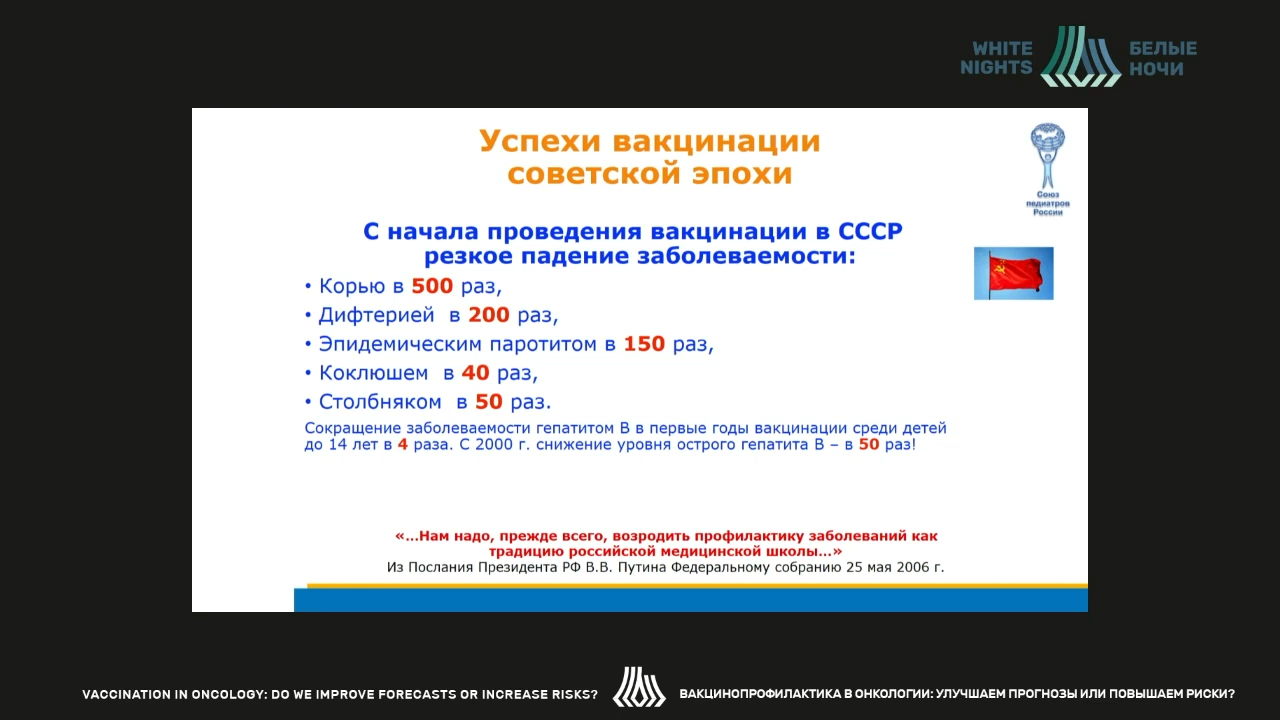 WHITE
NIGHTS
БЕЛЫЕ
НОЧИ
Успехи вакцинации
советской эпохи
Союз
педиатров
России
С начала проведения вакцинации в СССР
резкое падение заболеваемости:
• Корью в 500 раз,
• Дифтерией в 200 раз,
• Эпидемическим паротитом в 150 раз,
• Коклюшем в 40 раз,
• Столбняком в 50 раз.
Сокращение заболеваемости гепатитом В в первые годы вакцинации среди детей
до 14 лет в 4 раза. С 2000 г. снижение уровня острого гепатита В – в 50 раз!
«...Нам надо, прежде всего, возродить профилактику заболеваний как
традицию российской медицинской школы...»
Из Послания Президента РФ В.В. Путина Федеральному собранию 25 мая 2006 г.
VACCINATION IN ONCOLOGY: DO WE IMPROVE FORECASTS OR INCREASE RISKS?
ВАКЦИНОПРОФИЛАКТИКА В ОНКОЛОГИИ: УЛУЧШАЕМ ПРОГНОЗЫ ИЛИ ПОВЫШАЕМ РИСКИ?